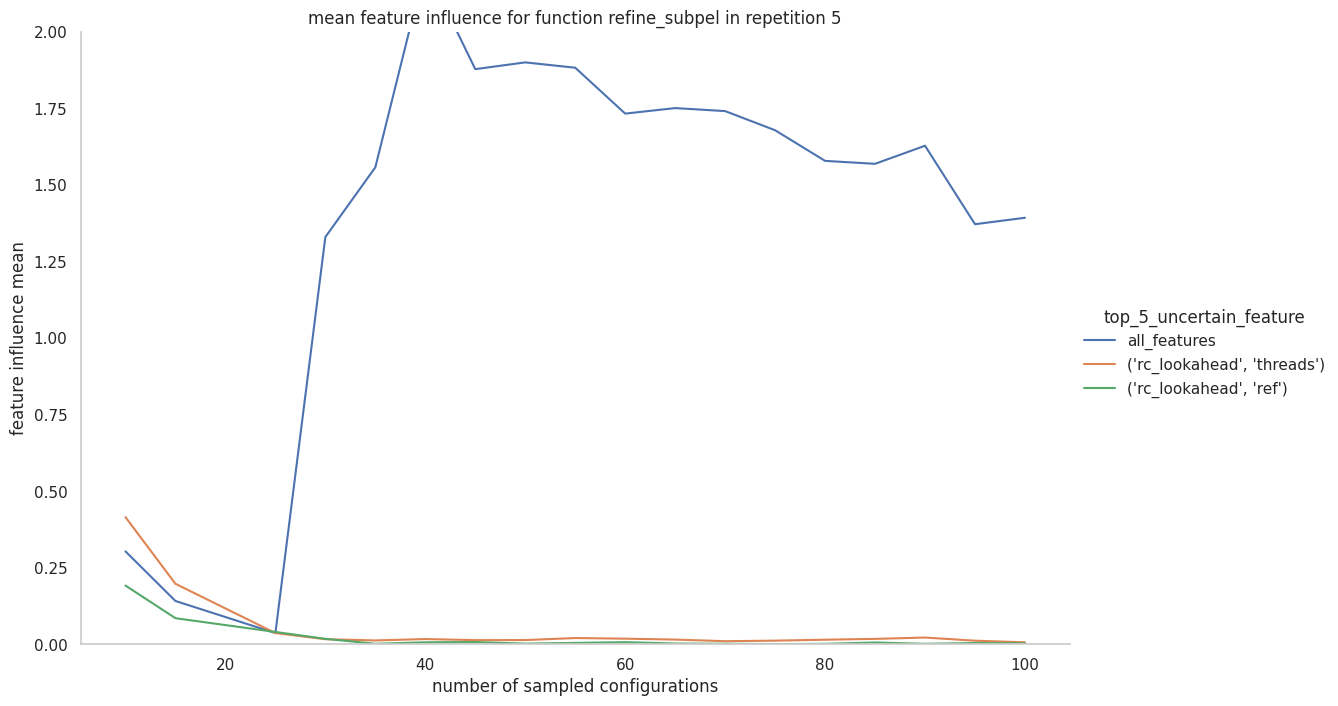 mean feature influence for function refine_subpel in repetition 5
2.00
1.75
1.50
1.25
1.00
0.75
0.50
0.25
0.00
feature influence mean
20
40
60
80
100
number of sampled configurations
top_5_uncertain_feature
all_features
('rc_lookahead', 'threads')
('rc_lookahead', 'ref')